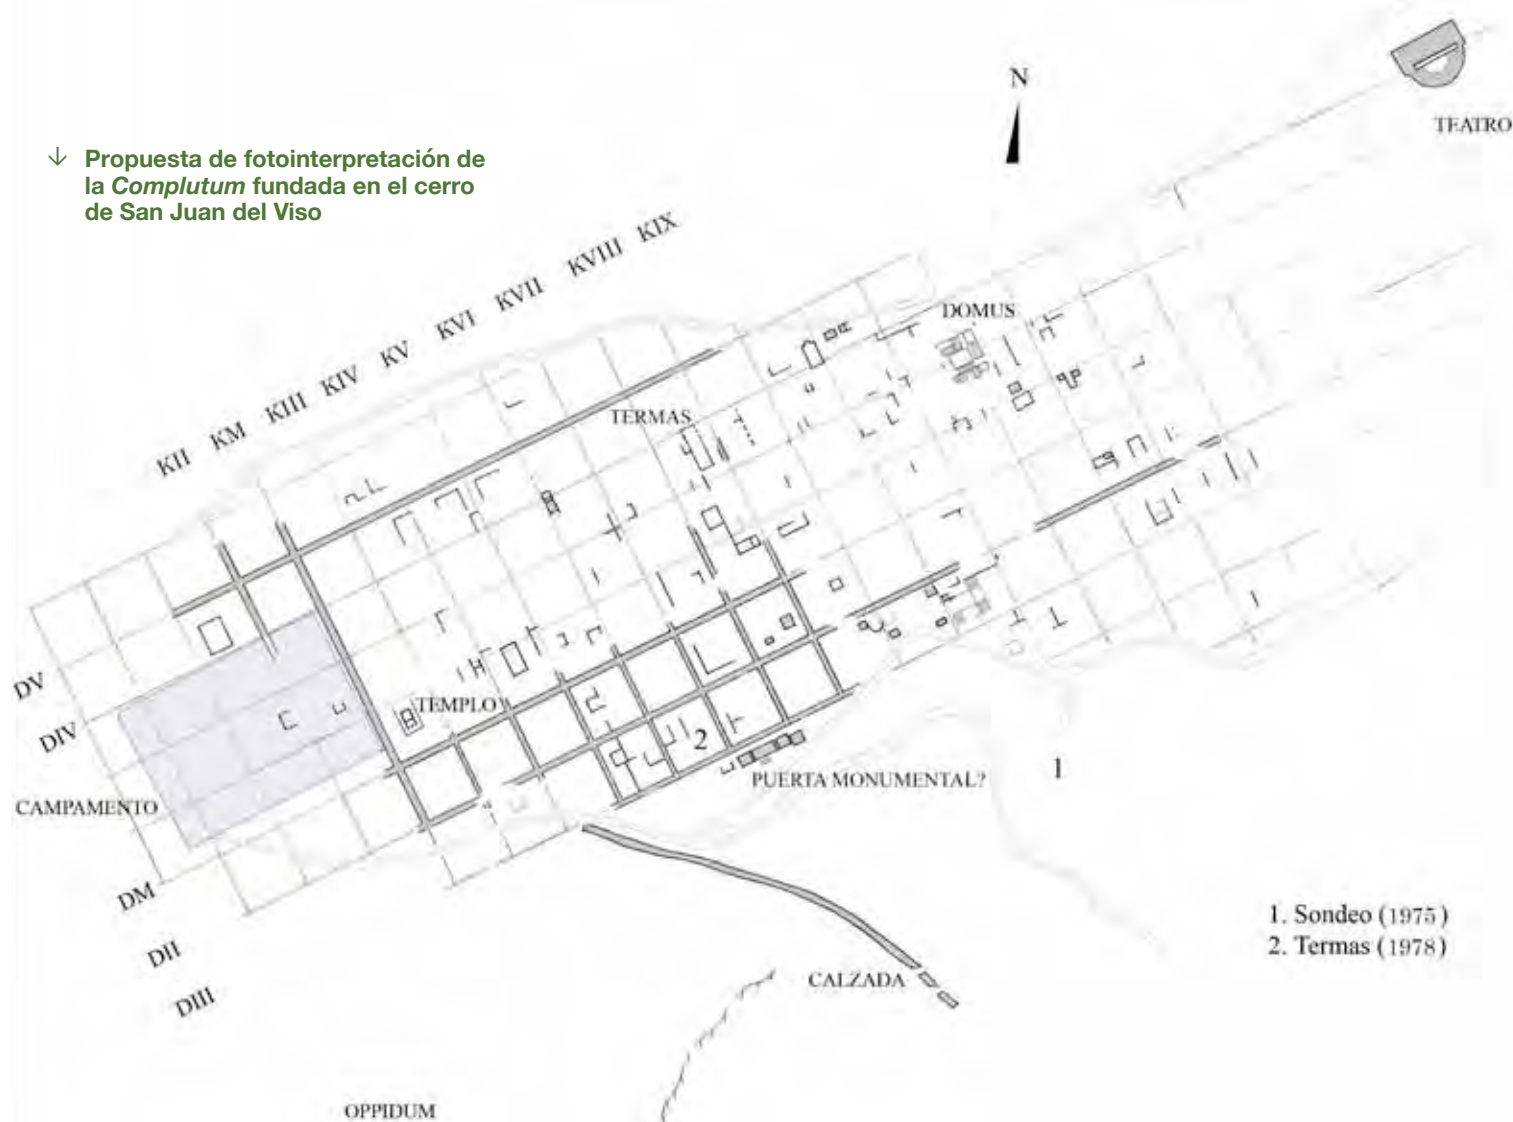 N
TEATRO
↓ Propuesta de fotointerpretación de
la Complutum fundada en el cerro
de San Juan del Viso
KII KM KIII KIV KV KVI KVII KVIII KIX
DOMUS
TERMAS
DV
DIV
TEMPLO
2
PUERTA MONUMENTAL?
1
CAMPAMENTO
DM
DII
DIII
1. Sondeo (1975)
2. Termas (1978)
CALZADA
OPPIDUM